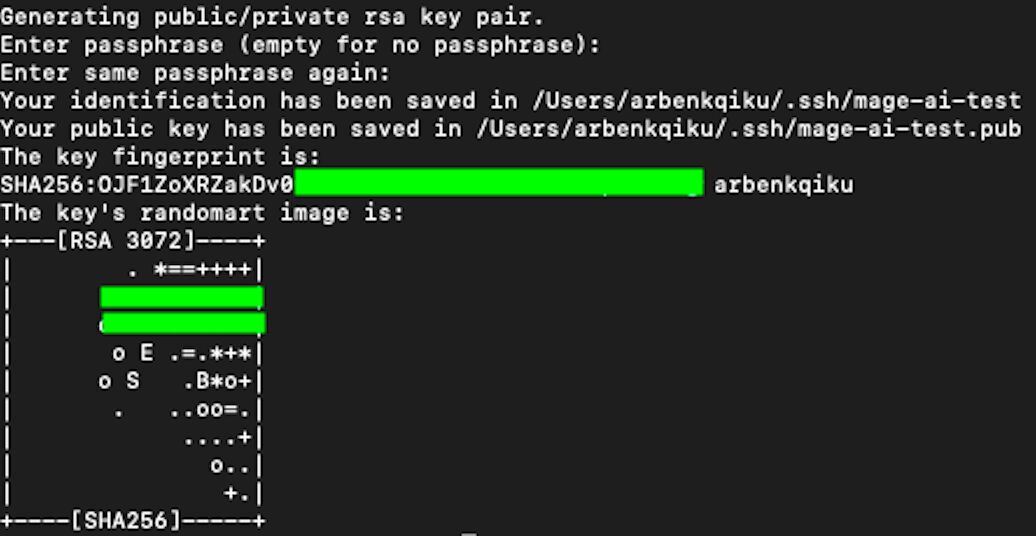 Generating public/private rsa key pair.
Enter passphrase (empty for no passphrase):
Enter same passphrase again:
Your identification has been saved in /Users/arbenkqiku/.ssh/mage-ai-test
Your public key has been saved in /Users/arbenkqiku/.ssh/mage-ai-test.pub
The key fingerprint is:
SHA256:OJF1ZoXRZakDv0 arbenkqiku
The key's randomart image is:
+---[RSA 3072]----+
|         . *==++++|
|
|
|        o E .=.*+*|
|       o S   .B*o+|
|        .   ..oo=.|
|             ....+|
|               o..|
|                +.|
+----[SHA256]-----+